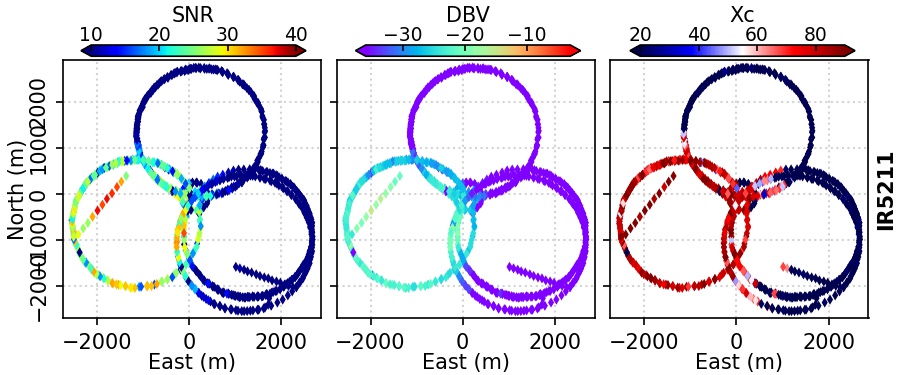 SNR DBV Xc
10 20 30 40 −30 −20 −10 20 40 60 80
2000
1000
0
−1000
−2000
North (m)
IR5211
−2000 0 2000 −2000 0 2000 −2000 0 2000
East (m) East (m) East (m)